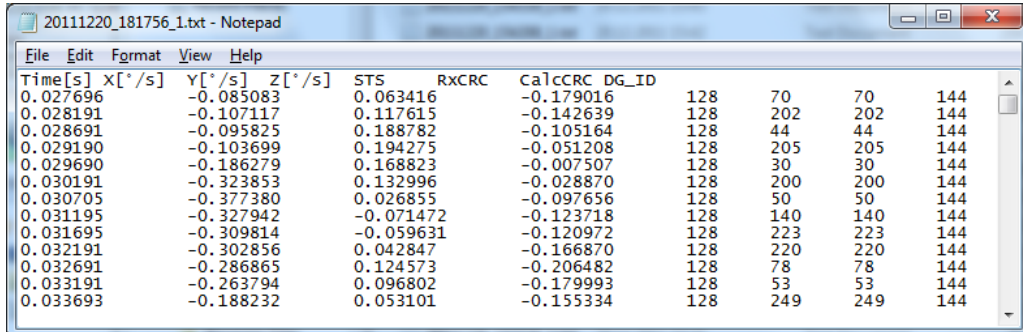 20111220_181756_1.txt - Notepad
File Edit Format View Help
Time[s] X[°/s] Y[°/s] Z[°/s] STS RxCRC CalcCRC DG_ID
0.027696 -0.085083 0.063416 -0.179016 128 70 70 144
0.028191 -0.107117 0.117615 -0.142639 128 202 202 144
0.028691 -0.095825 0.188782 -0.105164 128 44 44 144
0.029190 -0.103699 0.194275 -0.051208 128 205 205 144
0.029690 -0.186279 0.168823 -0.007507 128 30 30 144
0.030191 -0.323853 0.132996 -0.028870 128 200 200 144
0.030705 -0.377380 0.026855 -0.097656 128 50 50 144
0.031195 -0.327942 -0.071472 -0.123718 128 140 140 144
0.031695 -0.309814 -0.059631 -0.120972 128 223 223 144
0.032191 -0.302856 0.042847 -0.166870 128 220 220 144
0.032691 -0.286865 0.124573 -0.206482 128 78 78 144
0.033191 -0.263794 0.096802 -0.179993 128 53 53 144
0.033693 -0.188232 0.053101 -0.155334 128 249 249 144